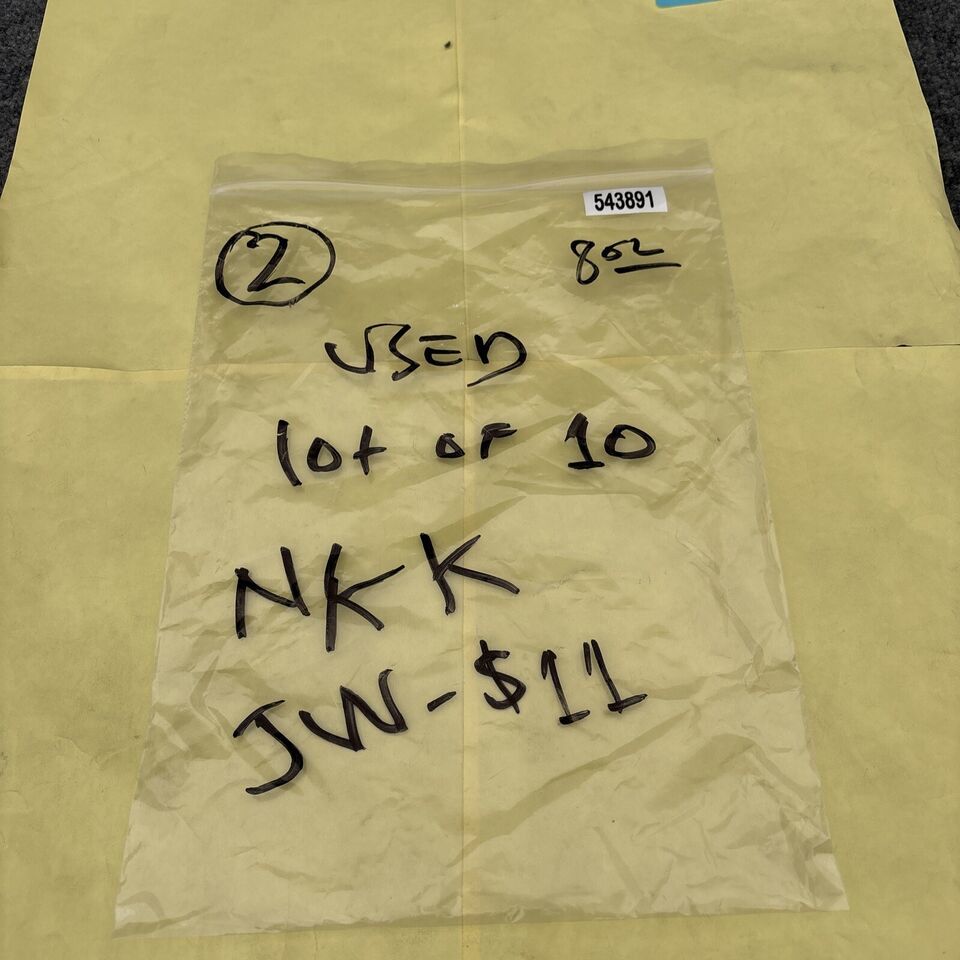 543891
2
8oz
USED
lot of 10
NKK
JW-$11